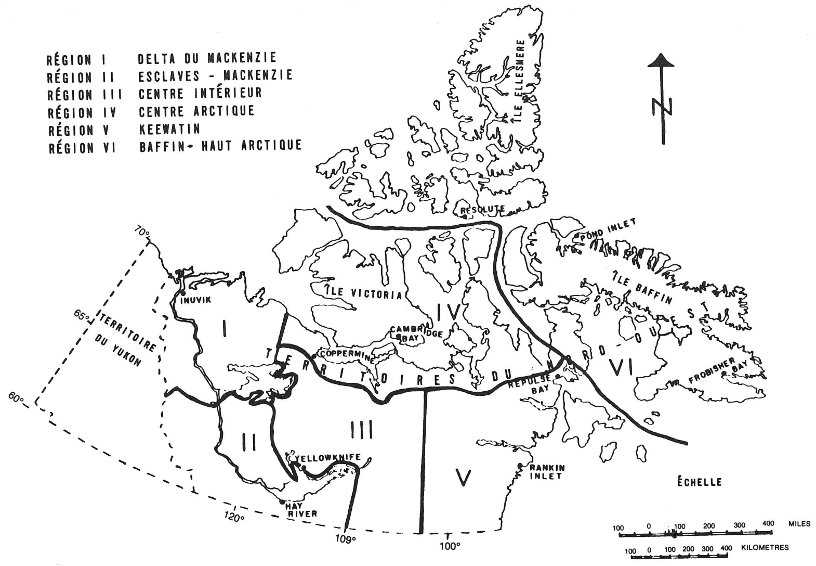 RÉGION I DELTA DU MACKENZIE
RÉGION II ESCLAVES - MACKENZIE
RÉGION III CENTRE INTÉRIEUR
RÉGION IV CENTRE ARCTIQUE
RÉGION V KEEWATIN
RÉGION VI BAFFIN - HAUT ARCTIQUE
ÎLE ELLESMERE
N
RESOLUTE
POND INLET
70°
ÎLE BAFFIN
INUVIK
ÎLE VICTORIA
IV
65°
TERRITOIRE
DU YUKON
I
CAMBRIDGE
BAY
COPPERMINE
TERRITOIRES DU NORD-OUEST
VI
REPULSE
BAY
FROBISHER
BAY
60°
II
III
YELLOWKNIFE
V
RANKIN
INLET
HAY
RIVER
120°
109°
100°
ÉCHELLE
100 0 100 200 300 400 MILES
100 0 100 200 300 400 KILOMETRES